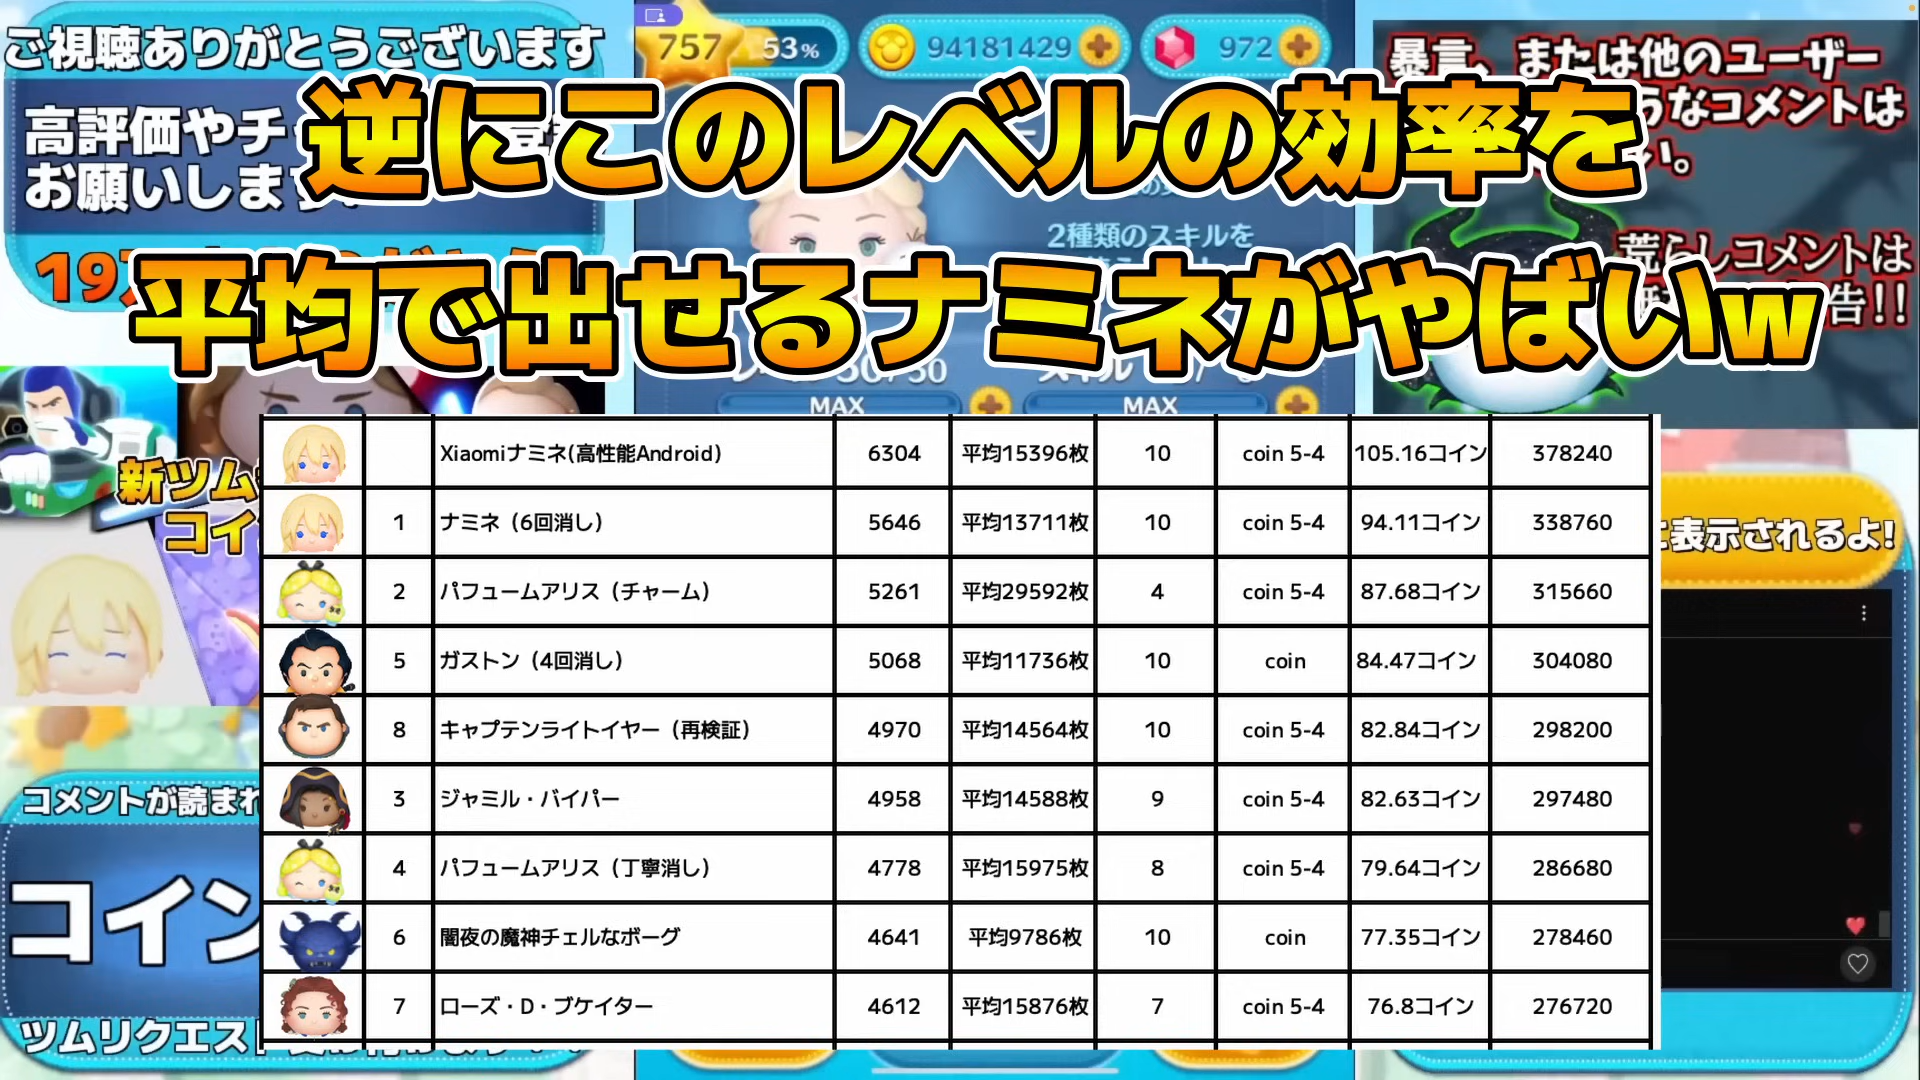 ご視聴ありがとうございます
高評価やチ
お願いします
757
53%
94181429
972
暴言、または他のユーザー
うなコメントは
い。
逆にこのレベルの効率を
平均で出せるナミネがやばいw
2種類のスキルを
荒らしコメントは
告!!
MAX
MAX
新ツム
コイ
Xiaomiナミネ(高性能Android) 6304 平均15396枚 10 coin 5-4 105.16コイン 378240
1 ナミネ（6回消し） 5646 平均13711枚 10 coin 5-4 94.11コイン 338760
2 パフュームアリス（チャーム） 5261 平均29592枚 4 coin 5-4 87.68コイン 315660
5 ガストン（4回消し） 5068 平均11736枚 10 coin 84.47コイン 304080
8 キャプテンライトイヤー（再検証） 4970 平均14564枚 10 coin 5-4 82.84コイン 298200
3 ジャミル・バイパー 4958 平均14588枚 9 coin 5-4 82.63コイン 297480
4 パフュームアリス（丁寧消し） 4778 平均15975枚 8 coin 5-4 79.64コイン 286680
6 闇夜の魔神チェルなボーグ 4641 平均9786枚 10 coin 77.35コイン 278460
7 ローズ・D・ブケイター 4612 平均15876枚 7 coin 5-4 76.8コイン 276720
表示されるよ!
コメントが読まれ
コイン
ツムリクエスト